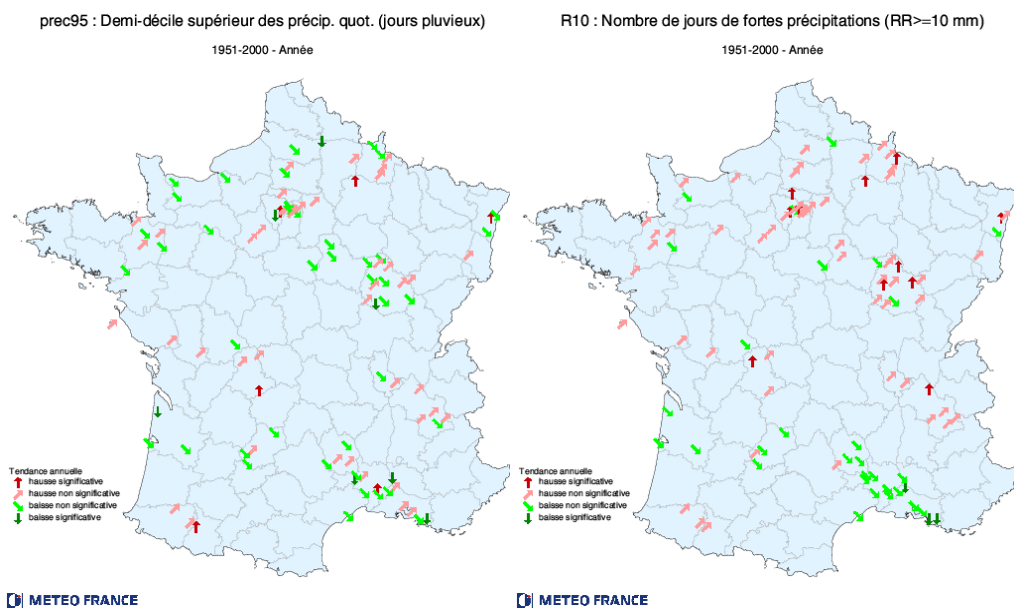 prec95 : Demi-décile supérieur des précip. quot. (jours pluvieux)
1951-2000 - Année
Tendance annuelle
hausse significative
hausse non significative
baisse non significative
baisse significative
METEO FRANCE
R10 : Nombre de jours de fortes précipitations (RR>=10 mm)
1951-2000 - Année
Tendance annuelle
hausse significative
hausse non significative
baisse non significative
baisse significative
METEO FRANCE